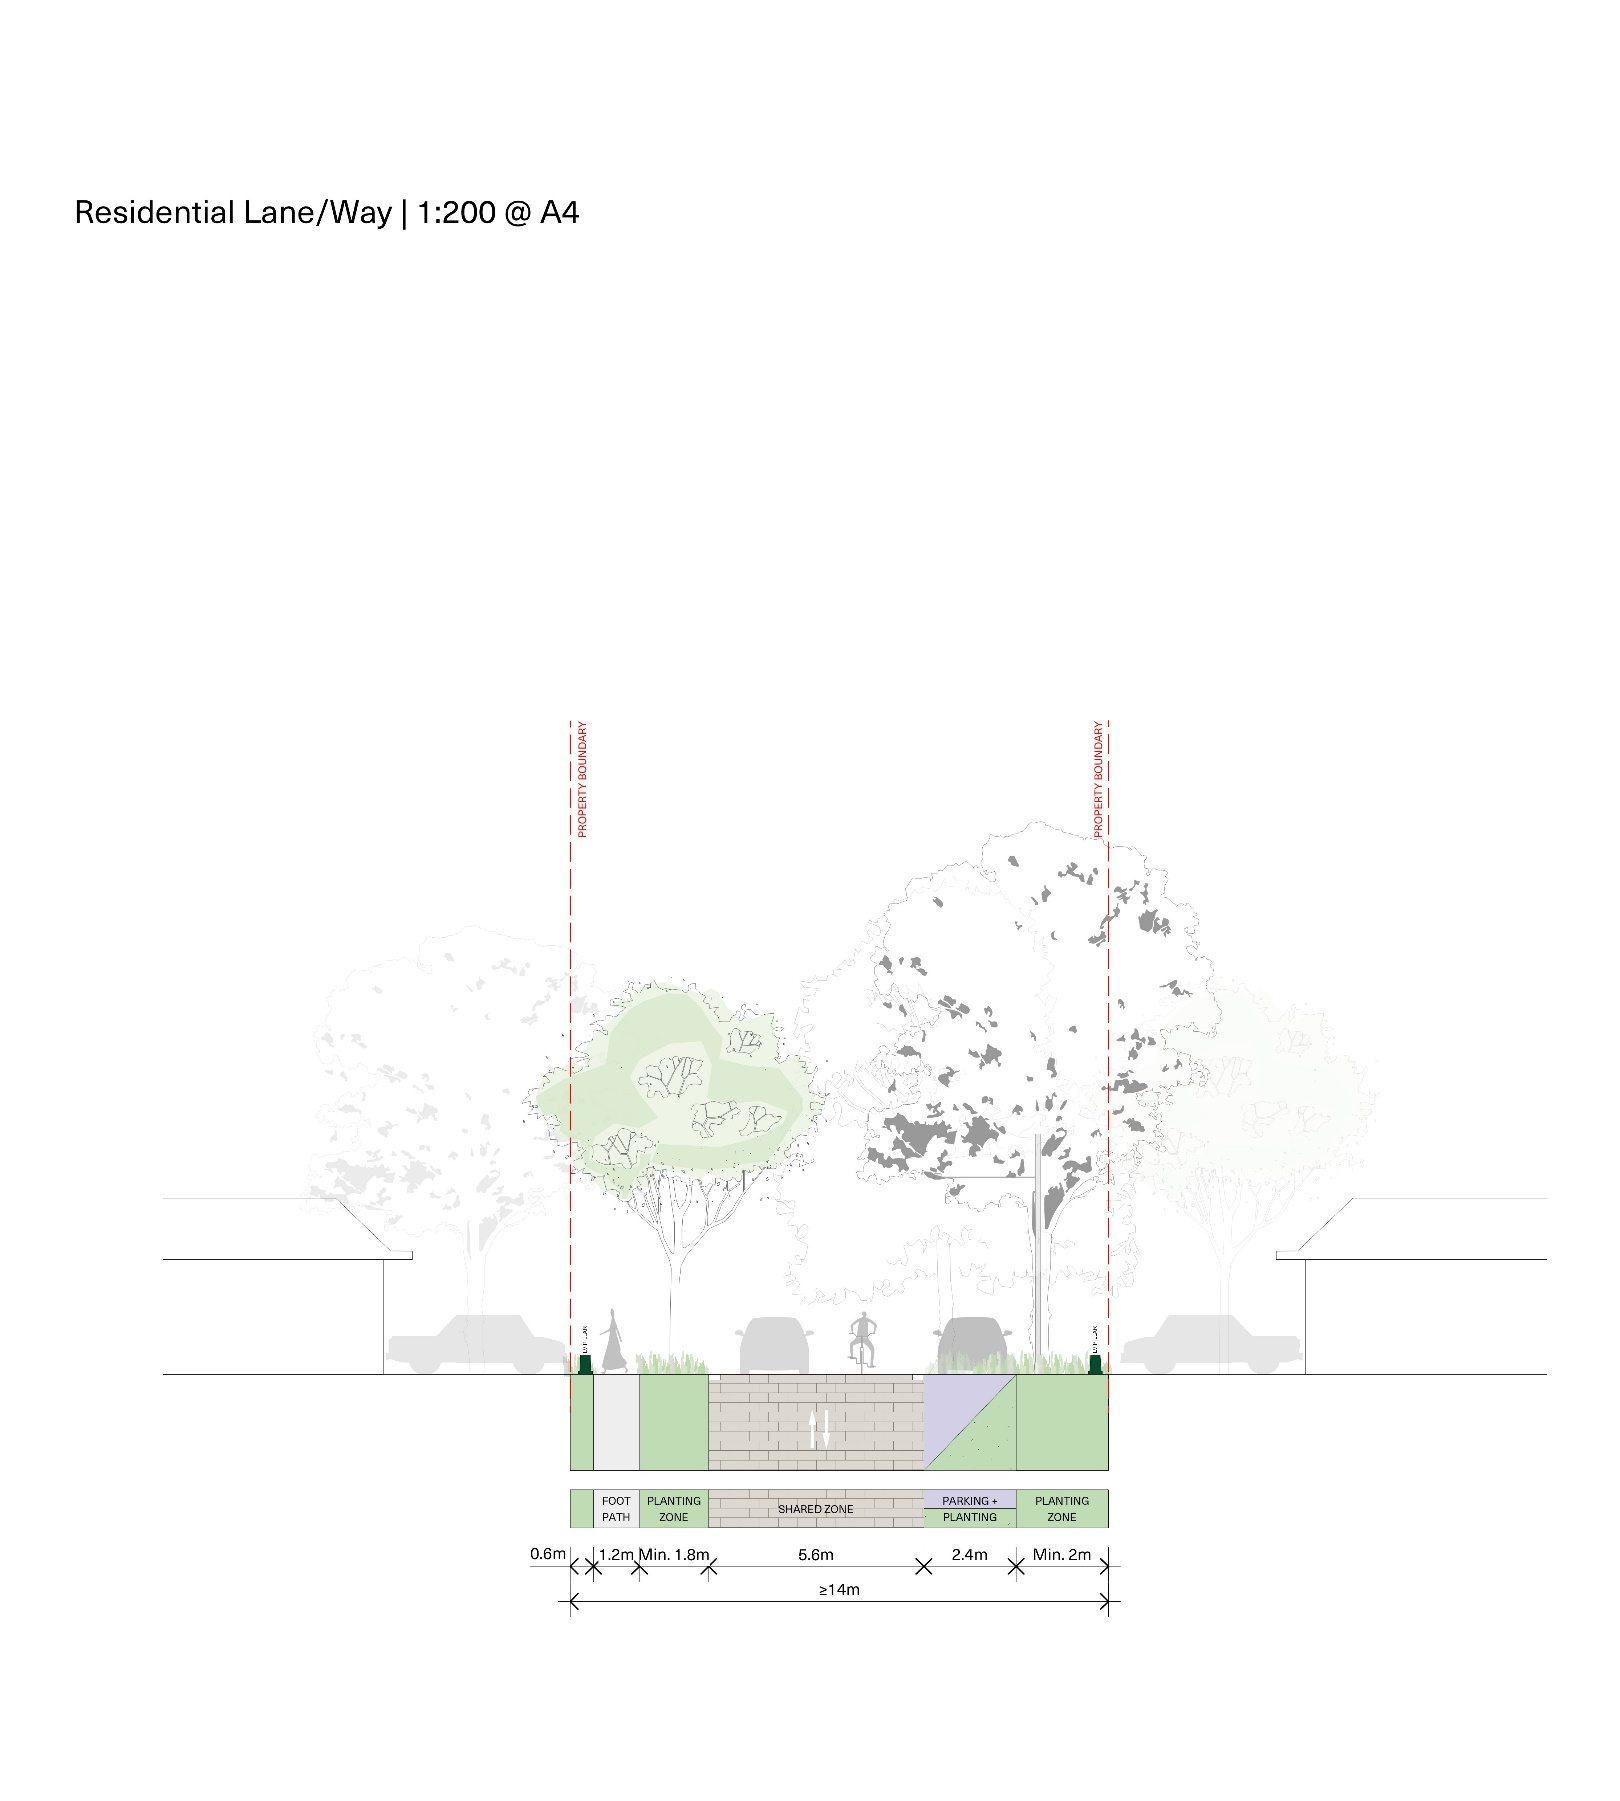 Residential Lane/Way | 1:200 @ A4
PROPERTY BOUNDARY
PROPERTY BOUNDARY
FOOT
PATH
PLANTING
ZONE
SHARED ZONE
PARKING +
PLANTING
PLANTING
ZONE
0.6m
1.2m
Min. 1.8m
5.6m
2.4m
Min. 2m
≥14m